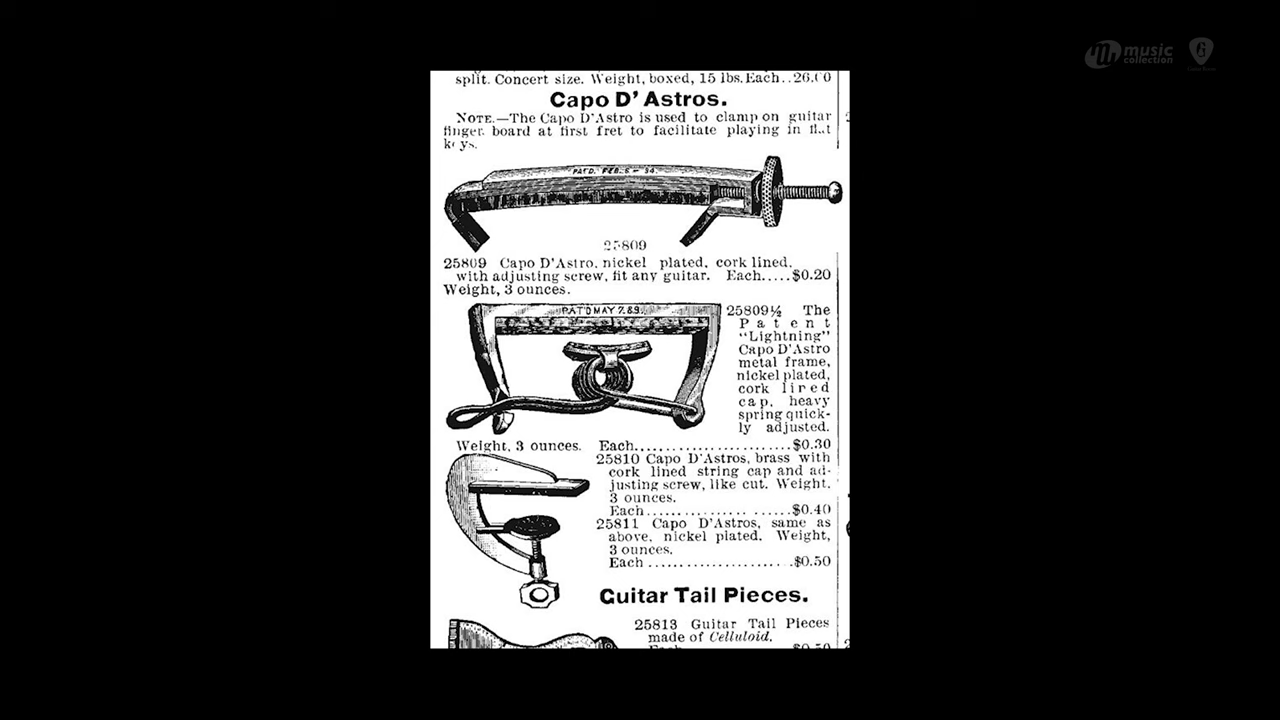 music
collection
split. Concert size. Weight, boxed, 15 lbs. Each..26.00
Capo D' Astros.
NOTE.—The Capo D'Astro is used to clamp on guitar
finger board at first fret to facilitate playing in flat
keys.
PAT'D. FEB. 6 - 94.
25809
25809 Capo D'Astro, nickel plated, cork lined,
with adjusting screw, fit any guitar. Each.....$0.20
Weight, 3 ounces.
PAT'D MAY 7. 89.
25809½ The
Patent
"Lightning"
Capo D'Astro
metal frame,
nickel plated,
cork lired
cap, heavy
spring quick-
ly adjusted.
Weight, 3 ounces. Each..........................$0.30
25810 Capo D'Astros, brass with
cork lined string cap and ad-
justing screw, like cut. Weight,
3 ounces.
Each........................$0.40
25811 Capo D'Astros, same as
above, nickel plated. Weight,
3 ounces.
Each ........................$0.50
Guitar Tail Pieces.
25813 Guitar Tail Pieces
made of Celluloid.
Each $0.50